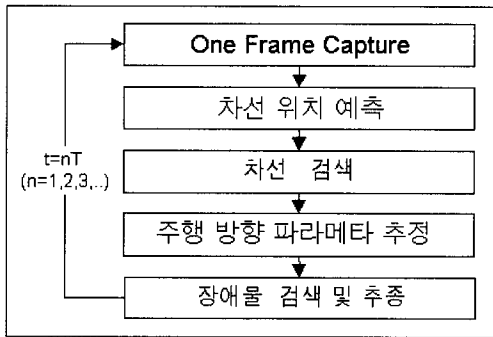 One Frame Capture
차선 위치 예측
차선 검색
주행 방향 파라메타 추정
장애물 검색 및 추종
t=nT
(n=1,2,3,..)